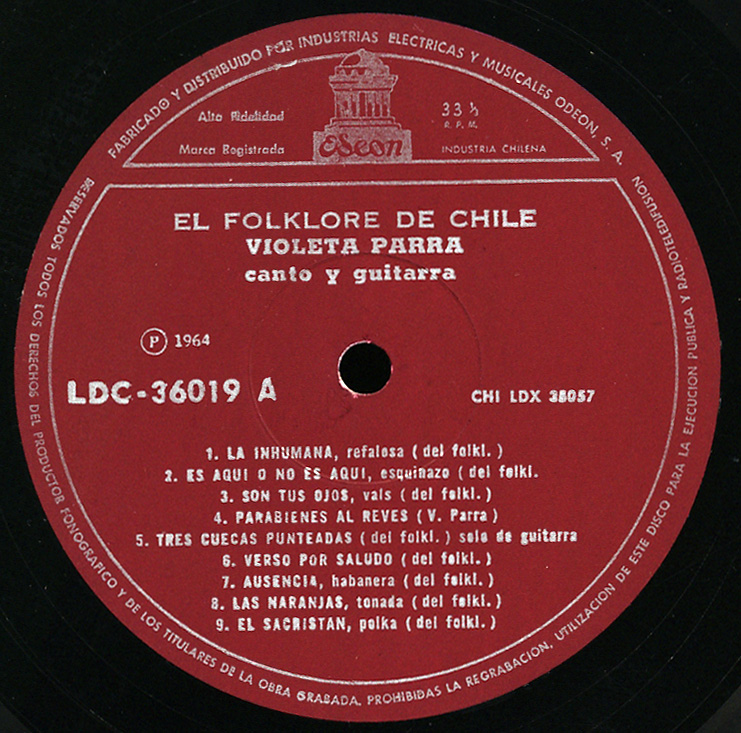 FABRICADO Y DISTRIBUIDO POR INDUSTRIAS ELECTRICAS Y MUSICALES ODEON, S. A.
Alta Fidelidad
33 ⅓
R. P. M.
Odeon
Marca Registrada
INDUSTRIA CHILENA
EL FOLKLORE DE CHILE
VIOLETA PARRA
canto y guitarra
P 1964
LDC-36019 A
CHI LDX 38057
1. LA INHUMANA, refalosa ( del folkl. )
2. ES AQUI O NO ES AQUI, esquinazo ( del folkl.
3. SON TUS OJOS, vals ( del folkl. )
4. PARABIENES AL REVES ( V. Parra )
5. TRES CUECAS PUNTEADAS ( del folkl. ) solo de guitarra
6. VERSO POR SALUDO ( del folkl. )
7. AUSENCIA, habanera ( del folkl. )
8. LAS NARANJAS, tonada ( del folkl. )
9. EL SACRISTAN, polka ( del folkl. )
RESERVADOS TODOS LOS DERECHOS DEL PRODUCTOR FONOGRAFICO Y DE LOS TITULARES DE LA OBRA GRABADA. PROHIBIDAS LA REGRABACION, UTILIZACION DE ESTE DISCO PARA LA EJECUCION PUBLICA Y RADIOTELEDIFUSION